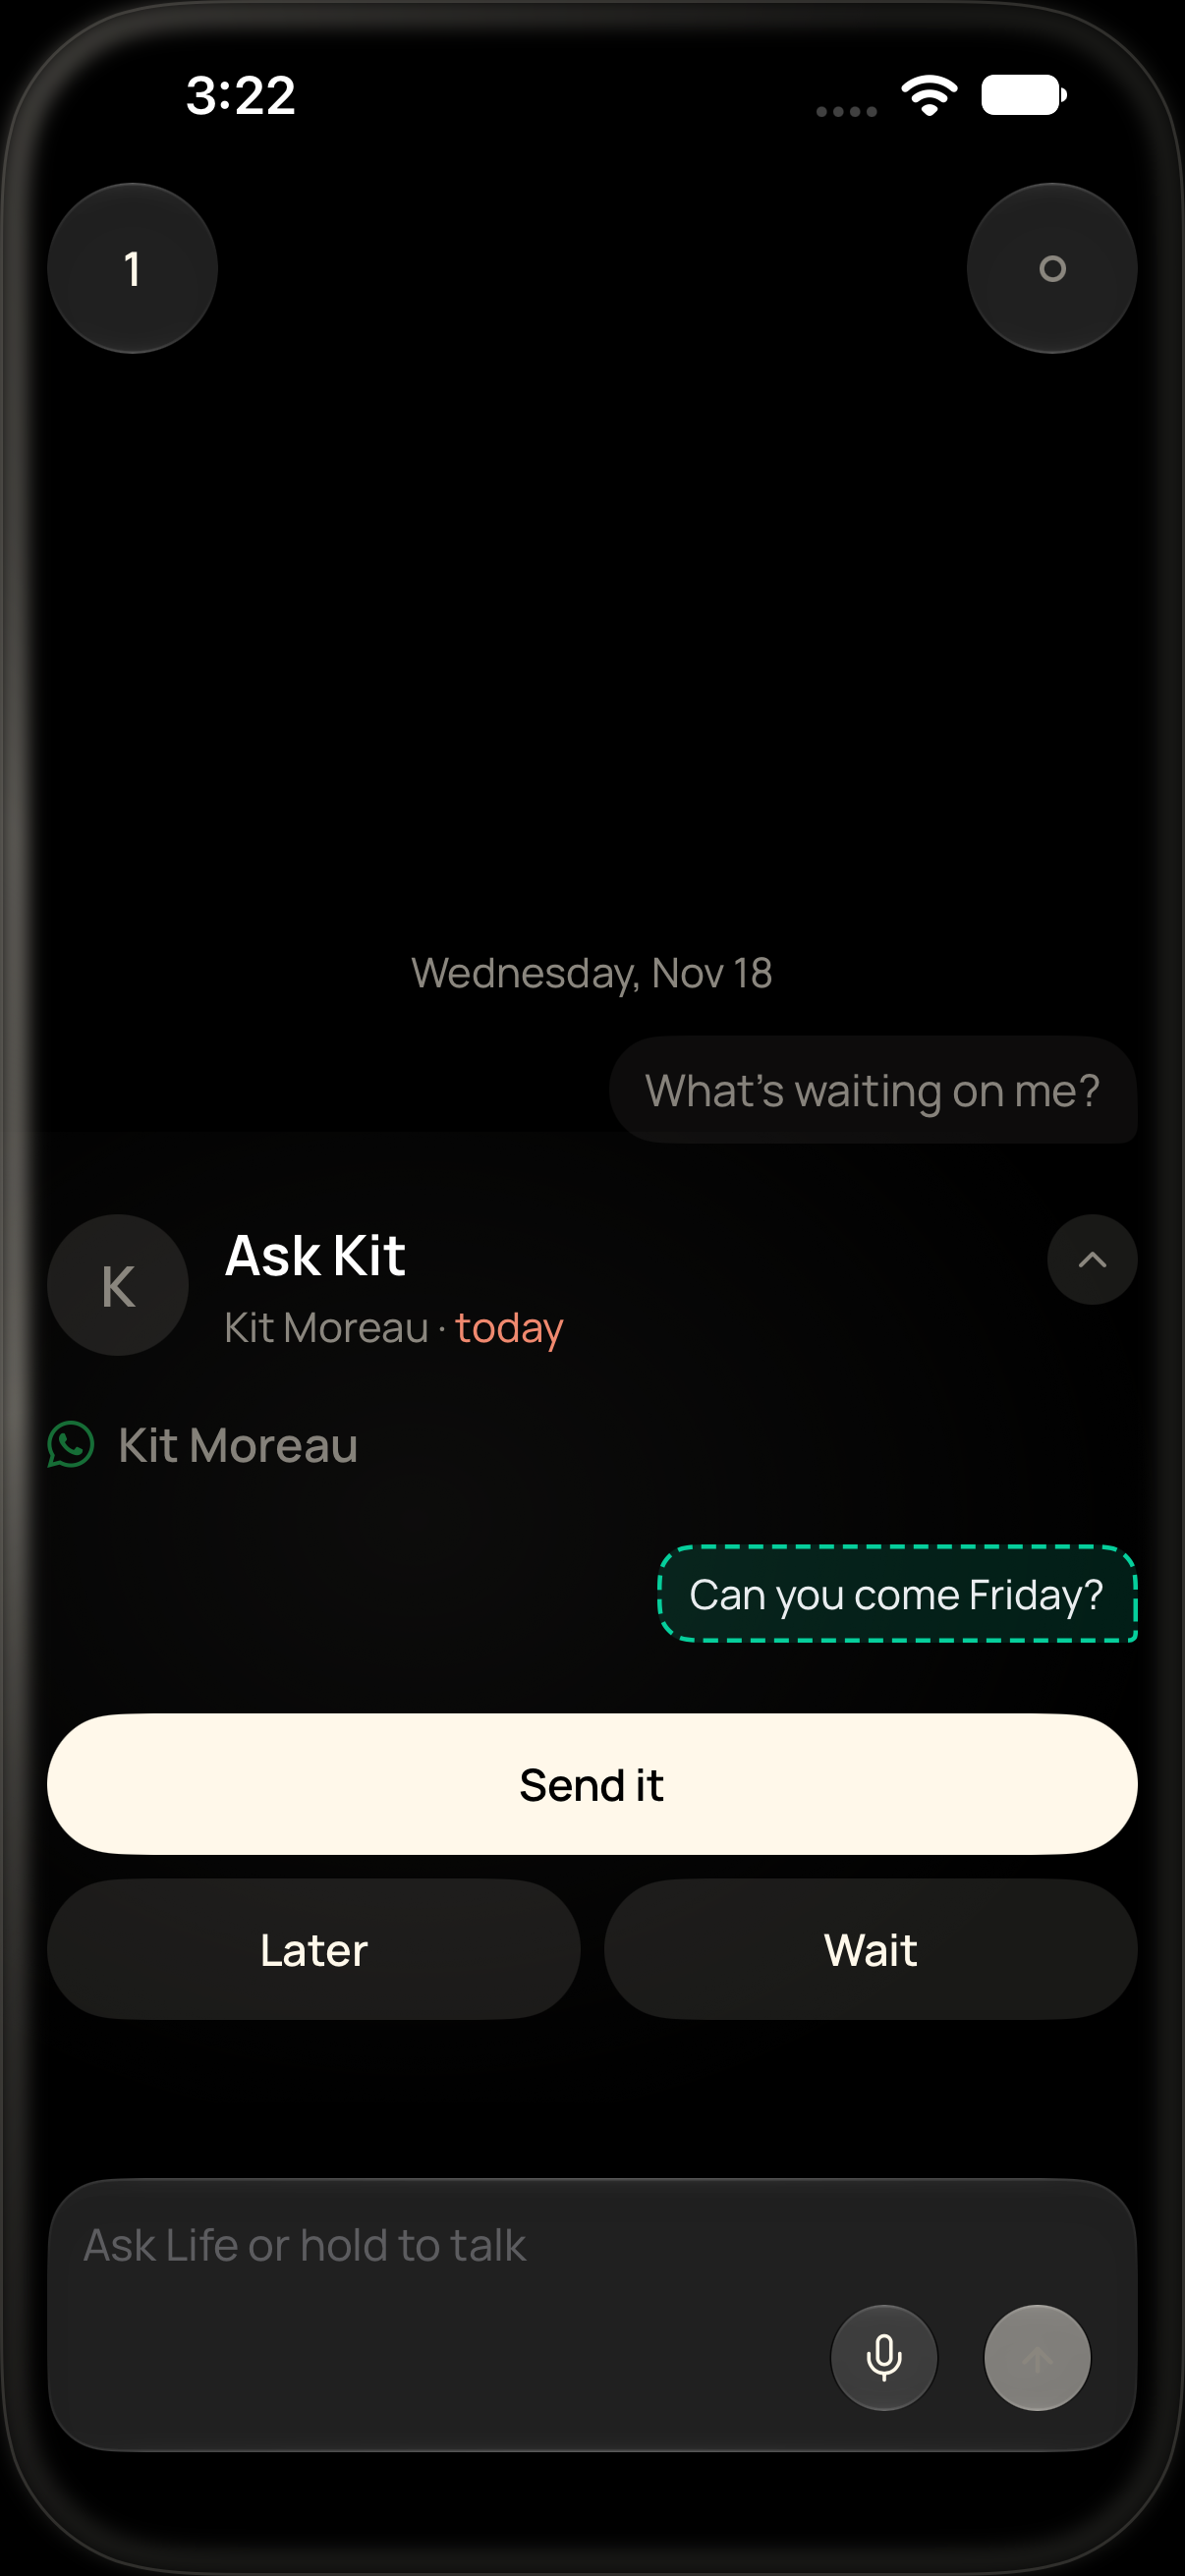 3:22
1
Wednesday, Nov 18
What's waiting on me?
K
Ask Kit
Kit Moreau · today
Kit Moreau
Can you come Friday?
Send it
Later
Wait
Ask Life or hold to talk